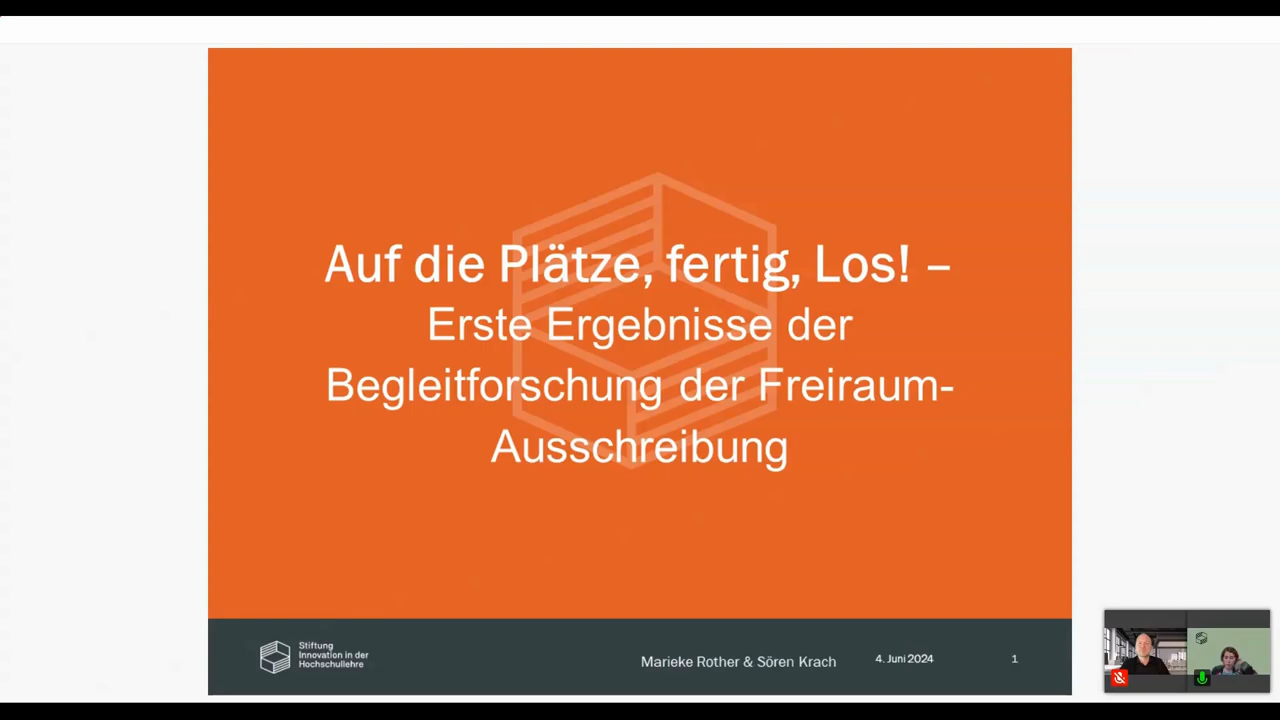 Auf die Plätze, fertig, Los! –
Erste Ergebnisse der
Begleitforschung der Freiraum-
Ausschreibung
Stiftung
Innovation in der
Hochschullehre
Marieke Rother & Sören Krach
4. Juni 2024
1